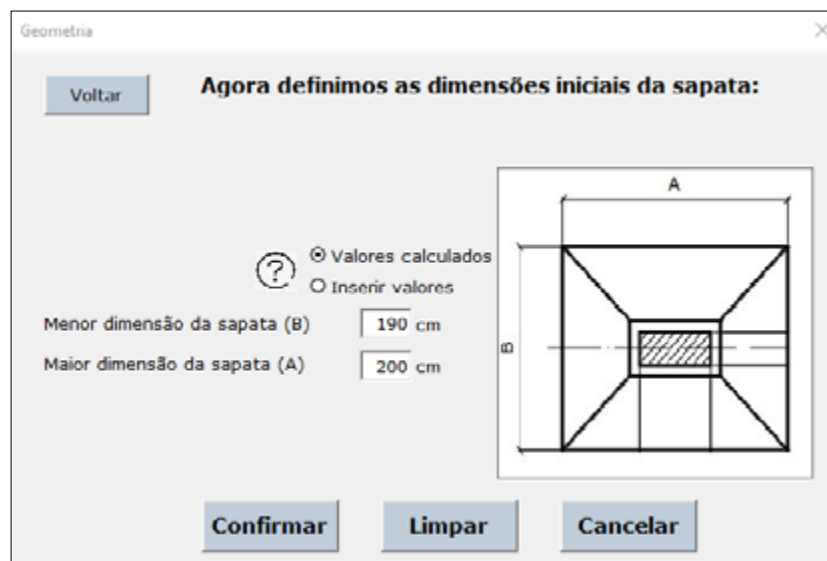 Geometria
Voltar
Agora definimos as dimensões iniciais da sapata:
A
B
?
Valores calculados
Inserir valores
Menor dimensão da sapata (B) 190 cm
Maior dimensão da sapata (A) 200 cm
Confirmar Limpar Cancelar